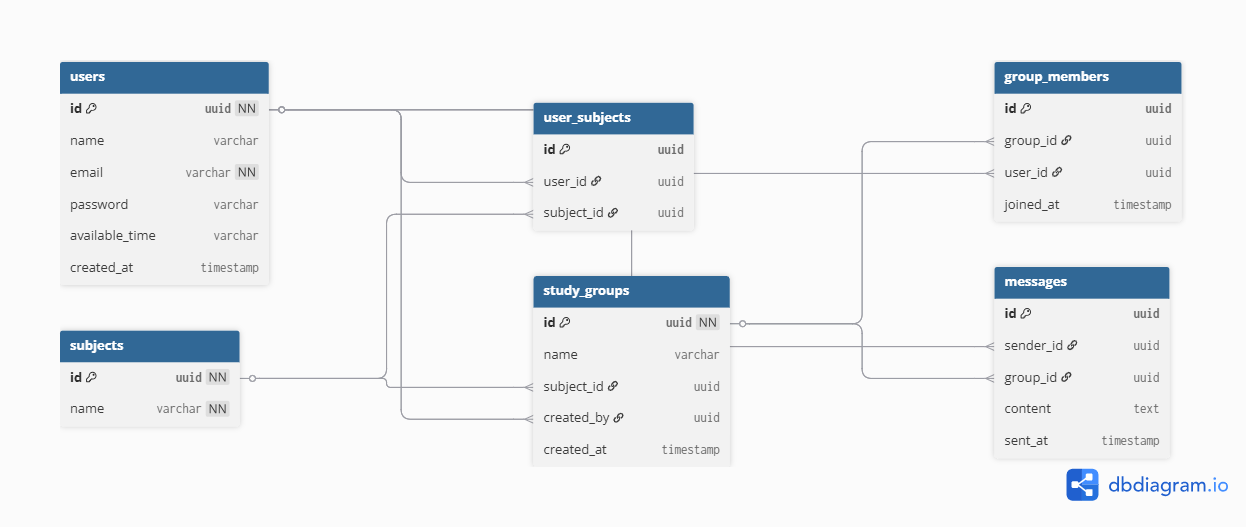 users
id uuid NN
name varchar
email varchar NN
password varchar
available_time varchar
created_at timestamp
subjects
id uuid NN
name varchar NN
user_subjects
id uuid
user_id uuid
subject_id uuid
study_groups
id uuid NN
name varchar
subject_id uuid
created_by uuid
created_at timestamp
group_members
id uuid
group_id uuid
user_id uuid
joined_at timestamp
messages
id uuid
sender_id uuid
group_id uuid
content text
sent_at timestamp
dbdiagram.io